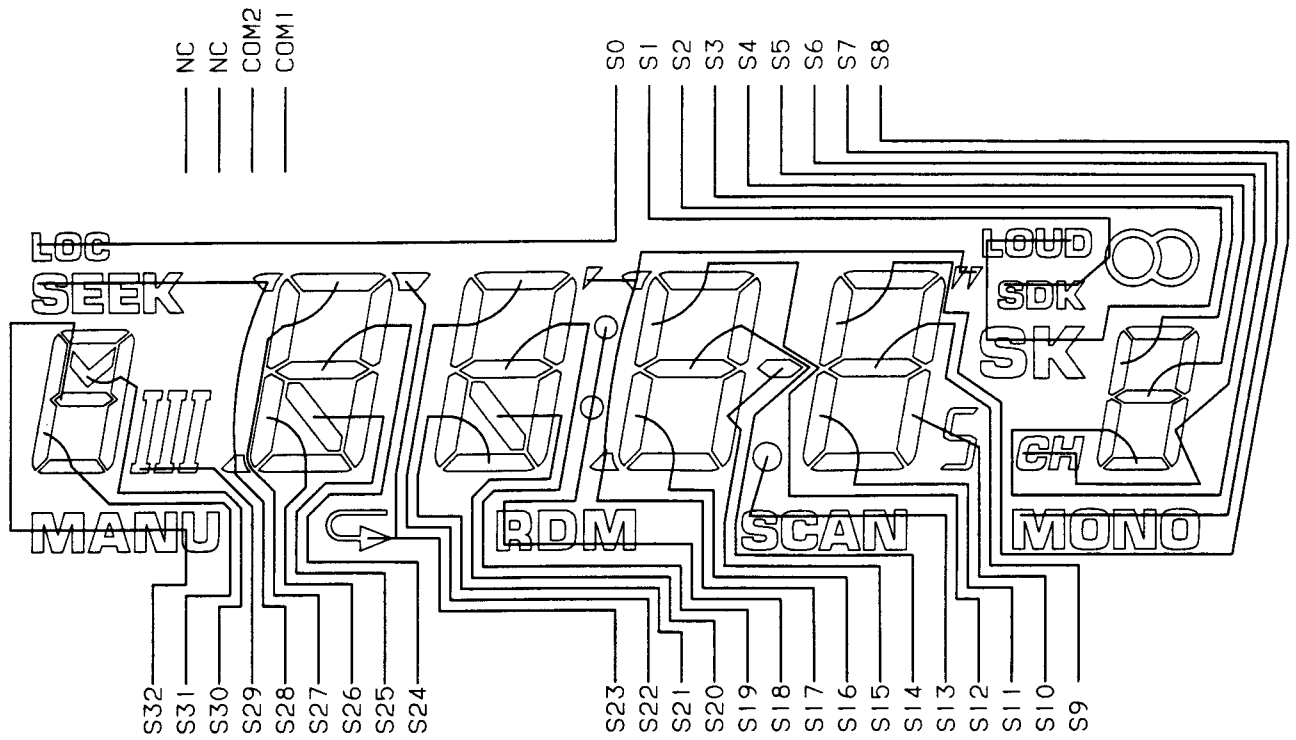 NC
NC
COM2
COM1
S0
S1
S2
S3
S4
S5
S6
S7
S8
LOC
LOUD
SEEK
SDK
SK
CH
MANU
RDM
SCAN
MONO
S32
S31
S30
S29
S28
S27
S26
S25
S24
S23
S22
S21
S20
S19
S18
S17
S16
S15
S14
S13
S12
S11
S10
S9